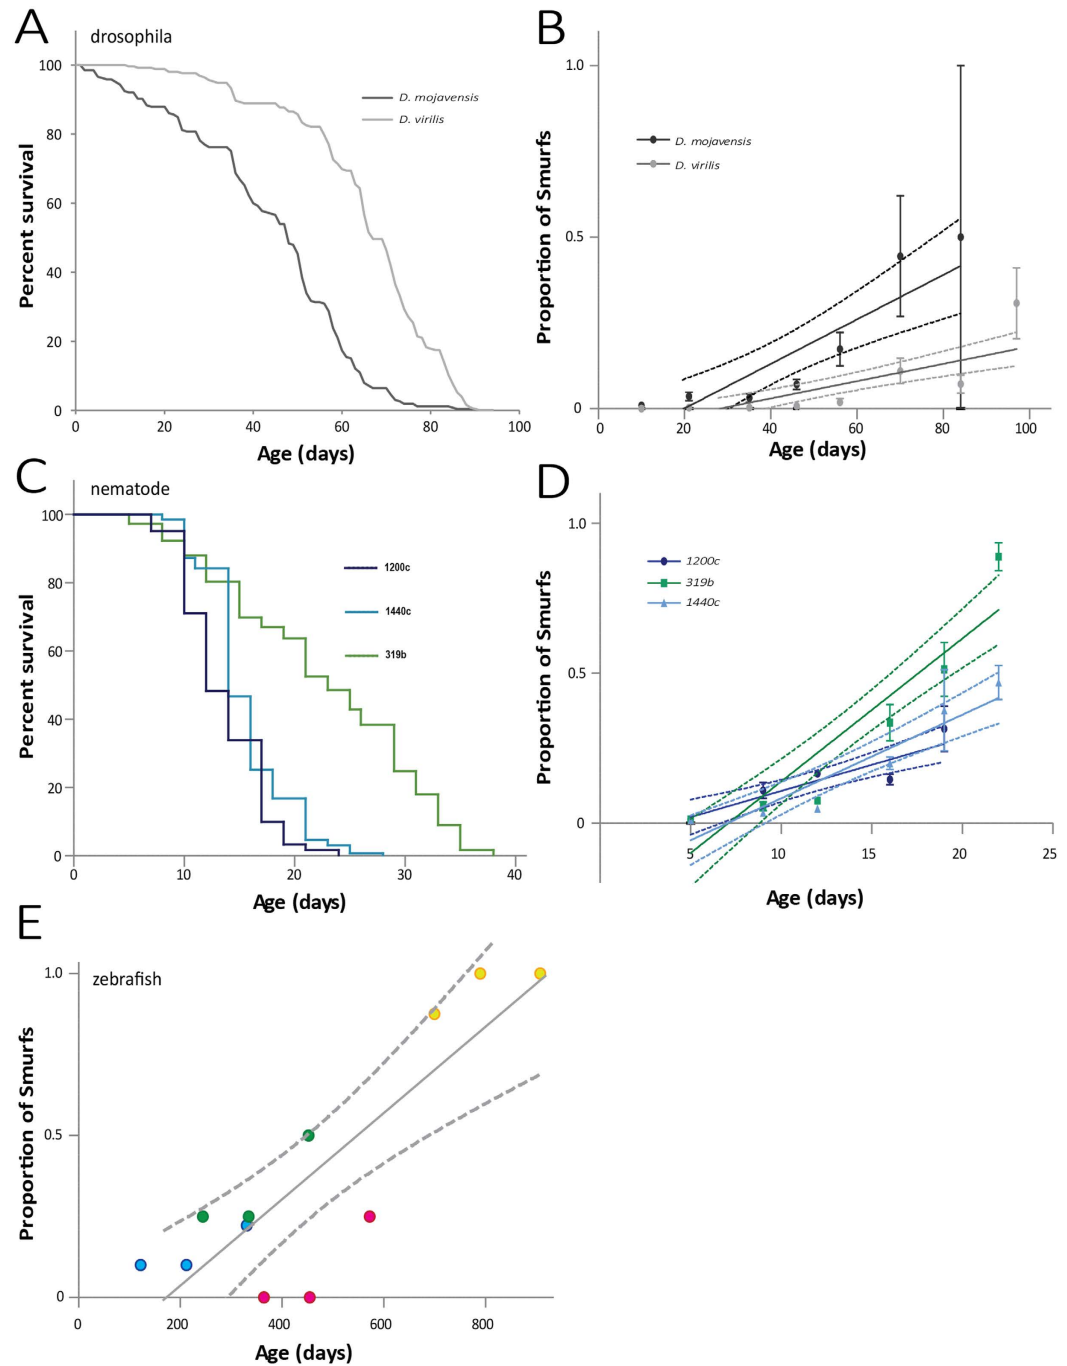 A
drosophila
100
80
60
40
20
0
Percent survival
D. mojavensis
D. virilis
0 20 40 60 80 100
Age (days)
B
1.0
0.5
0
Proportion of Smurfs
D. mojavensis
D. virilis
0 20 40 60 80 100
Age (days)
C
nematode
100
80
60
40
20
0
Percent survival
1200c
1440c
319b
0 10 20 30 40
Age (days)
D
1.0
0.5
0
Proportion of Smurfs
1200c
319b
1440c
5 10 15 20 25
Age (days)
E
zebrafish
1.0
0.5
0
Proportion of Smurfs
0 200 400 600 800
Age (days)